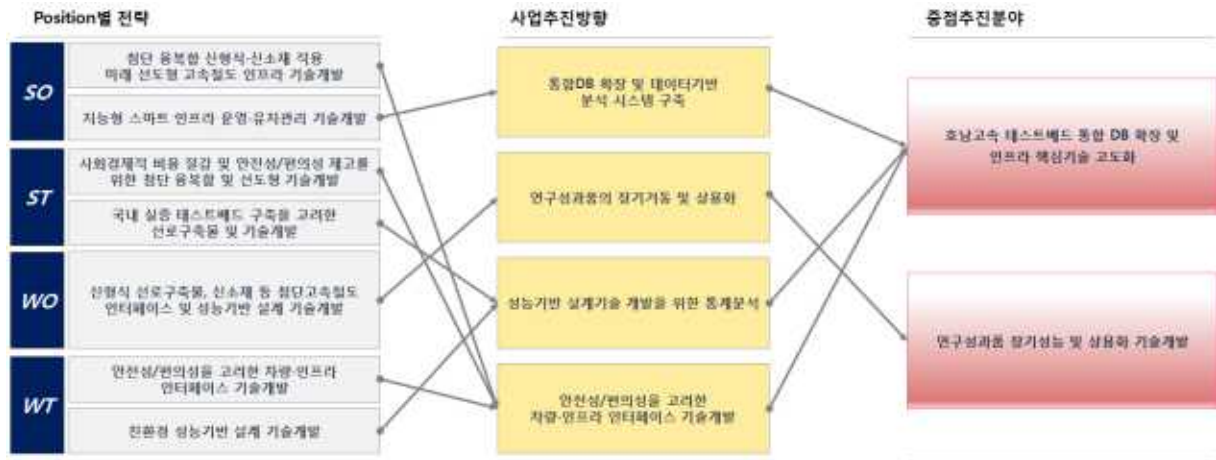 Position별 전략
사업추진방향
중점추진분야
SO
첨단 융복합 신형식·신소재 적용
미래 선도형 고속철도 인프라 기술개발
지능형 스마트 인프라 운영·유지관리 기술개발
ST
사회경제적 비용 절감 및 안전성/편의성 제고를
위한 첨단 융복합 및 선도형 기술개발
국내 실증 테스트베드 구축을 고려한
선로구축물 및 기술개발
WO
신형식 선로구축물, 신소재 등 첨단고속철도
인터페이스 및 성능기반 설계 기술개발
WT
안전성/편의성을 고려한 차량·인프라
인터페이스 기술개발
친환경 성능기반 설계 기술개발
통합DB 확장 및 데이터기반
분석 시스템 구축
연구성과품의 장기거동 및 상용화
성능기반 설계기술 개발을 위한 통계분석
안전성/편의성을 고려한
차량·인프라 인터페이스 기술개발
호남고속 테스트베드 통합 DB 확장 및
인프라 핵심기술 고도화
연구성과품 장기성능 및 상용화 기술개발